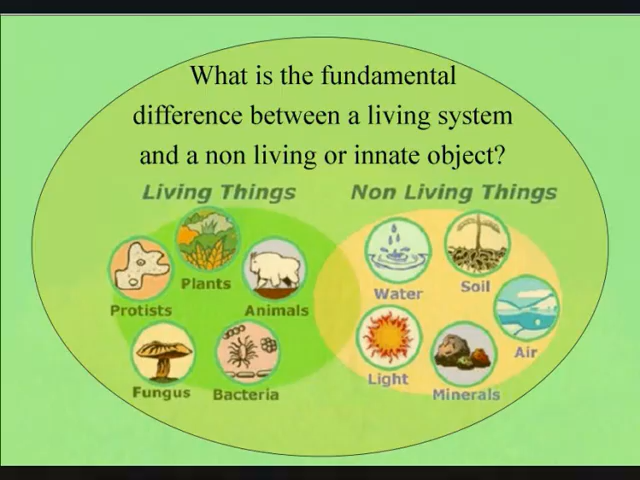 What is the fundamental
difference between a living system
and a non living or innate object?
Living Things
Non Living Things
Plants
Protists
Animals
Fungus
Bacteria
Water
Soil
Air
Light
Minerals